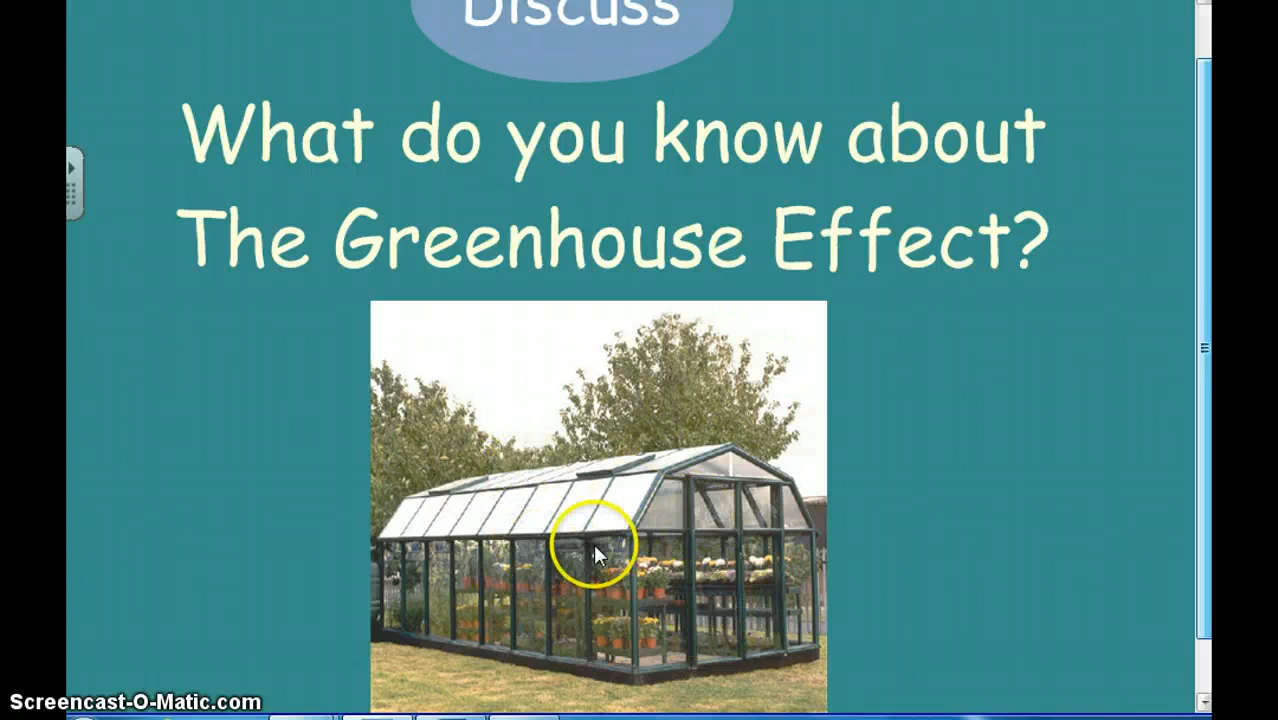 Discuss
What do you know about
The Greenhouse Effect?
Screencast-O-Matic.com